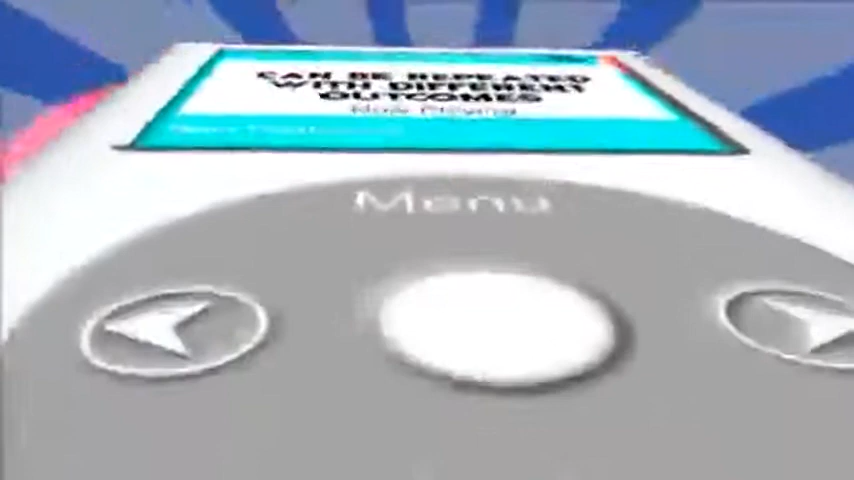 CAN BE REPEATED
WITH DIFFERENT
OUTCOMES
Now Playing
Menu